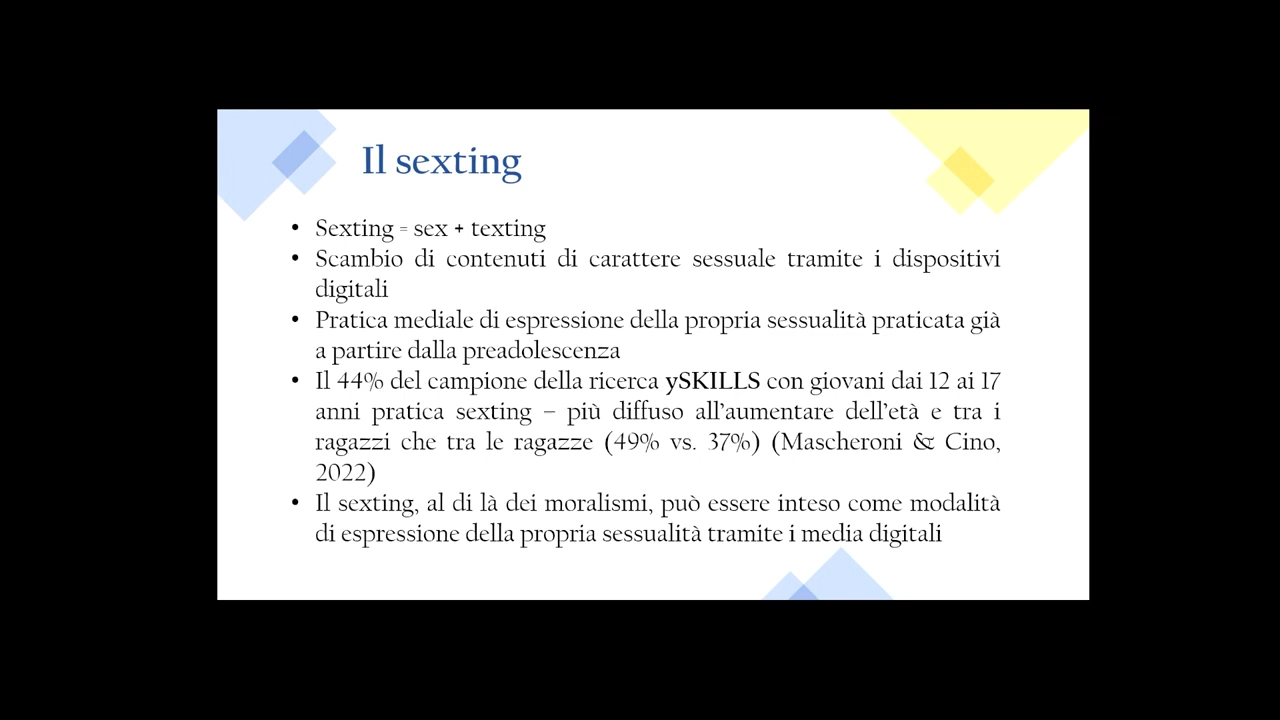 Il sexting
• Sexting = sex + texting
• Scambio di contenuti di carattere sessuale tramite i dispositivi
digitali
• Pratica mediale di espressione della propria sessualità praticata già
a partire dalla preadolescenza
• Il 44% del campione della ricerca ySKILLS con giovani dai 12 ai 17
anni pratica sexting – più diffuso all'aumentare dell'età e tra i
ragazzi che tra le ragazze (49% vs. 37%) (Mascheroni & Cino,
2022)
• Il sexting, al di là dei moralismi, può essere inteso come modalità
di espressione della propria sessualità tramite i media digitali